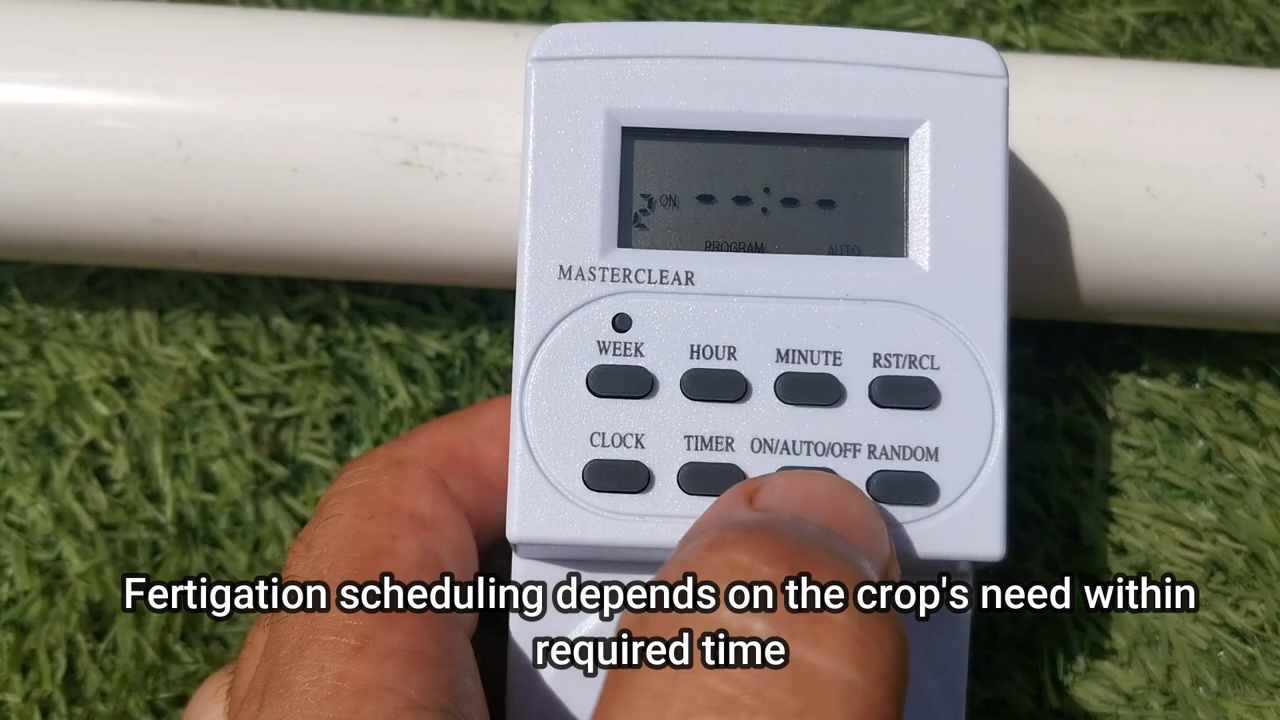 2 ON --:--
PROGRAM AUTO
MASTERCLEAR
WEEK HOUR MINUTE RST/RCL
CLOCK TIMER ON/AUTO/OFF RANDOM
Fertigation scheduling depends on the crop's need within
required time